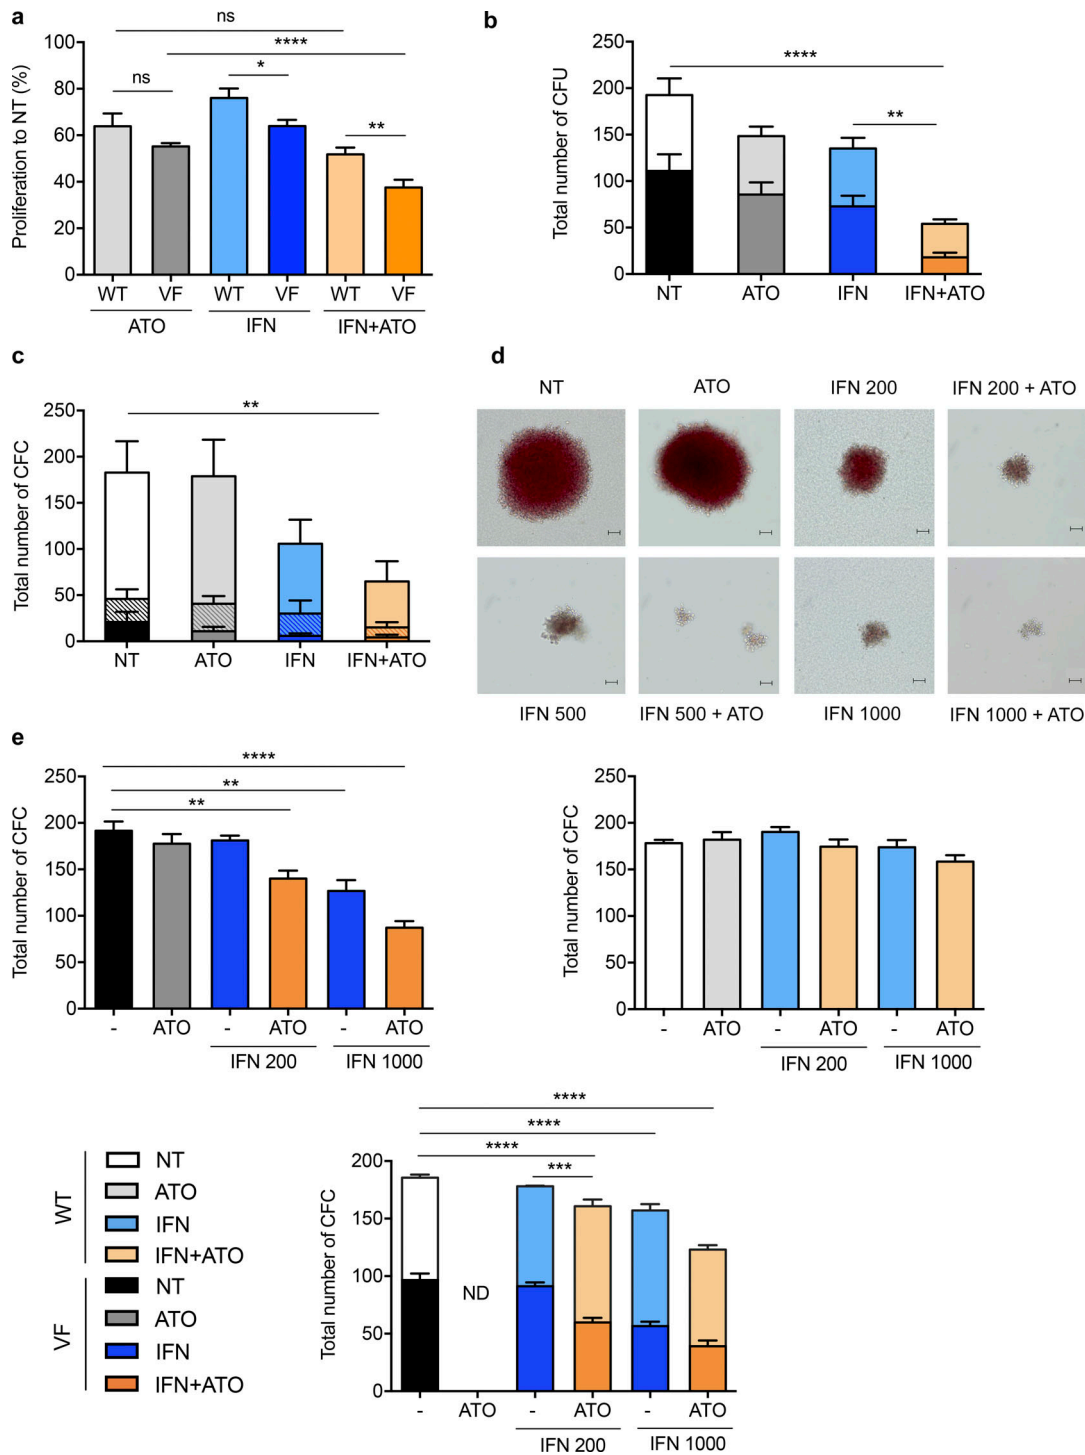 a
ns
****
ns
*
**
Proliferation to NT (%)
100
80
60
40
60
20
0
WT VF WT VF WT VF
ATO IFN IFN+ATO
b
****
**
Total number of CFU
250
200
150
100
50
0
NT ATO IFN IFN+ATO
c
**
Total number of CFC
250
200
150
100
50
0
NT ATO IFN IFN+ATO
d
NT ATO IFN 200 IFN 200 + ATO
IFN 500 IFN 500 + ATO IFN 1000 IFN 1000 + ATO
e
****
**
**
Total number of CFC
250
200
150
100
50
0
- ATO - ATO - ATO
IFN 200 IFN 1000
Total number of CFC
250
200
150
100
50
0
- ATO - ATO - ATO
IFN 200 IFN 1000
WT
NT
ATO
IFN
IFN+ATO
VF
NT
ATO
IFN
IFN+ATO
****
****
****
***
Total number of CFC
200
150
100
50
0
ND
- ATO - ATO - ATO
IFN 200 IFN 1000